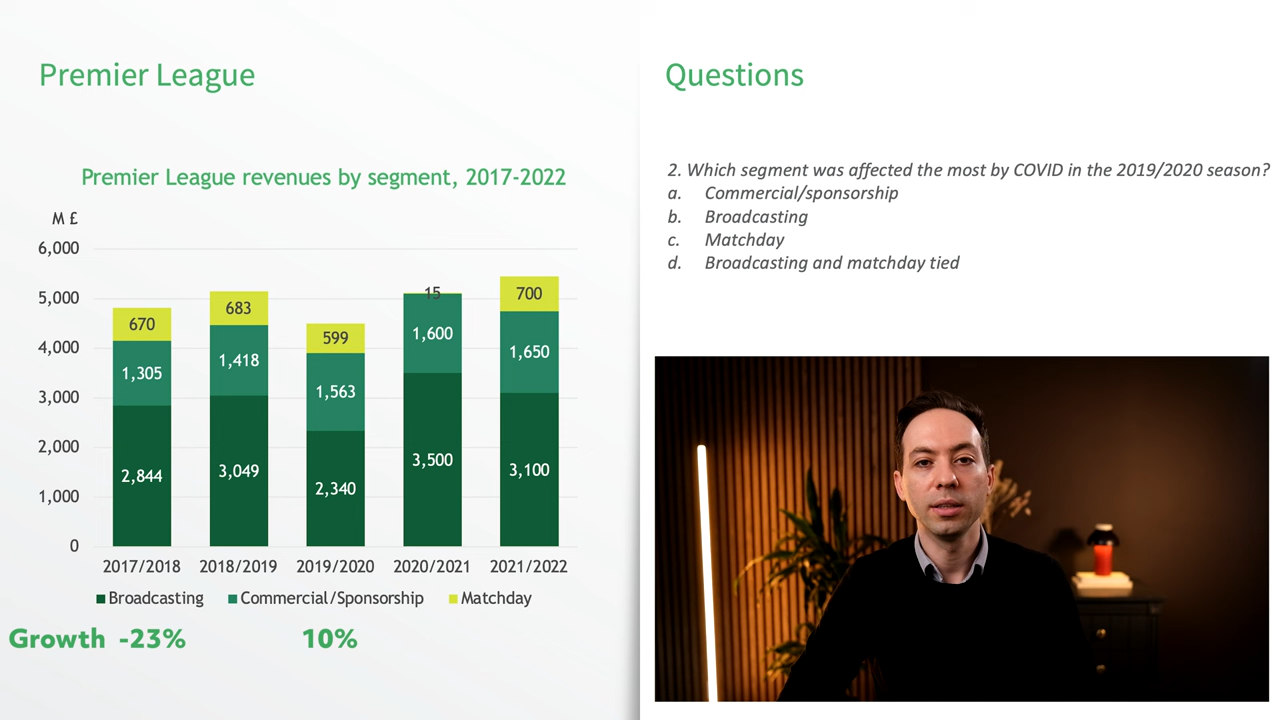 Premier League
Premier League revenues by segment, 2017-2022
M £
6,000
5,000
4,000
3,000
2,000
1,000
0
670
1,305
2,844
683
1,418
3,049
599
1,563
2,340
15
1,600
3,500
700
1,650
3,100
2017/2018 2018/2019 2019/2020 2020/2021 2021/2022
Broadcasting Commercial/Sponsorship Matchday
Growth -23% 10%
Questions
2. Which segment was affected the most by COVID in the 2019/2020 season?
a. Commercial/sponsorship
b. Broadcasting
c. Matchday
d. Broadcasting and matchday tied